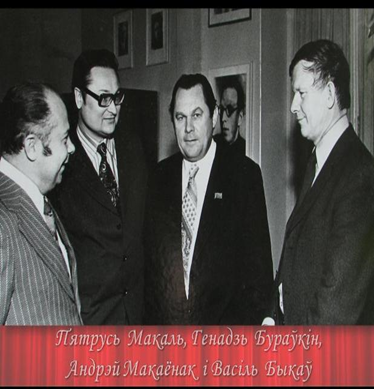 Пятрусь Макаль, Генадзь Бураўкін,
Андрэй Макаёнак і Васіль Быкаў